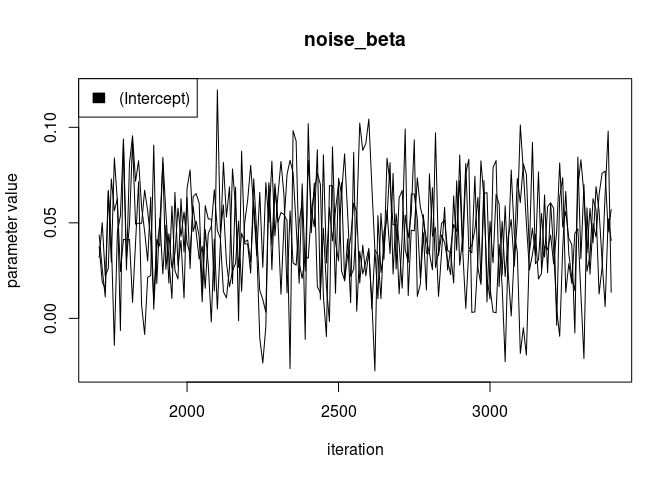 noise_beta
(Intercept)
parameter value
0.00
0.05
0.10
2000
2500
3000
iteration